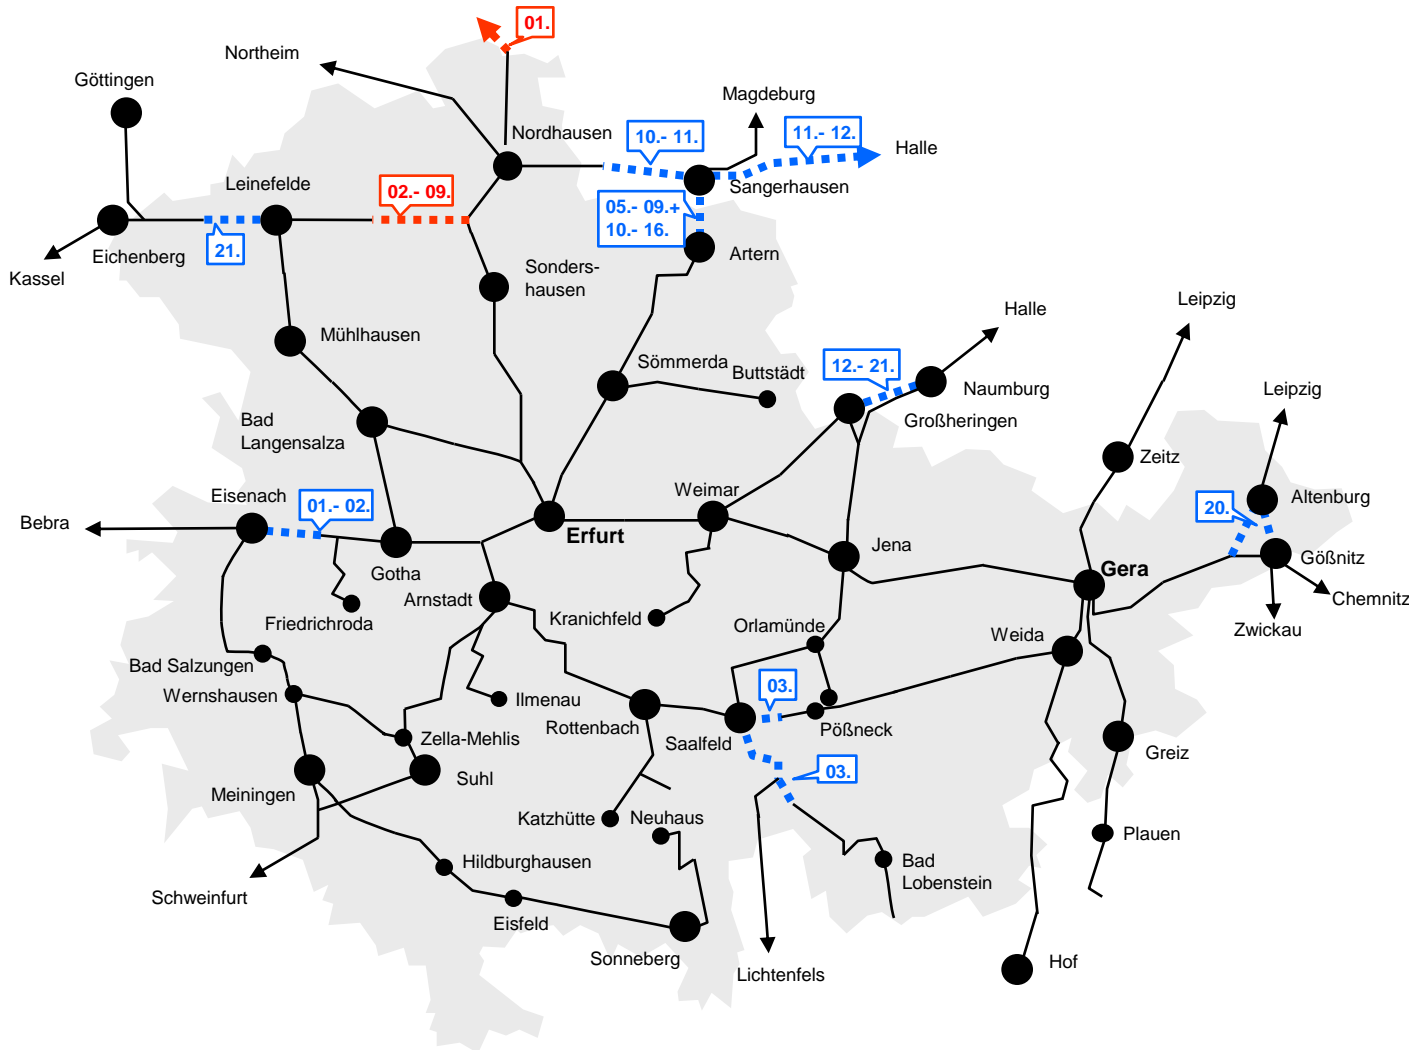 01.
Northeim
Göttingen
Magdeburg
Nordhausen
10.- 11.
11.- 12.
Halle
Leinefelde
02.- 09.
Sangerhausen
05.- 09.+
10.- 16.
21.
Eichenberg
Artern
Kassel
Sonders-
hausen
Leipzig
Halle
Mühlhausen
Sömmerda
Buttstädt
12.- 21.
Naumburg
Leipzig
Großheringen
Bad
Langensalza
Zeitz
Eisenach
01.- 02.
Weimar
20.
Altenburg
Bebra
Erfurt
Jena
Gößnitz
Gotha
Gera
Arnstadt
Chemnitz
Friedrichroda
Kranichfeld
Orlamünde
Zwickau
Weida
Bad Salzungen
Wernshausen
03.
Ilmenau
Rottenbach
Pößneck
Zella-Mehlis
Saalfeld
Greiz
Suhl
03.
Meiningen
Katzhütte
Neuhaus
Plauen
Hildburghausen
Bad
Lobenstein
Schweinfurt
Eisfeld
Sonneberg
Hof
Lichtenfels